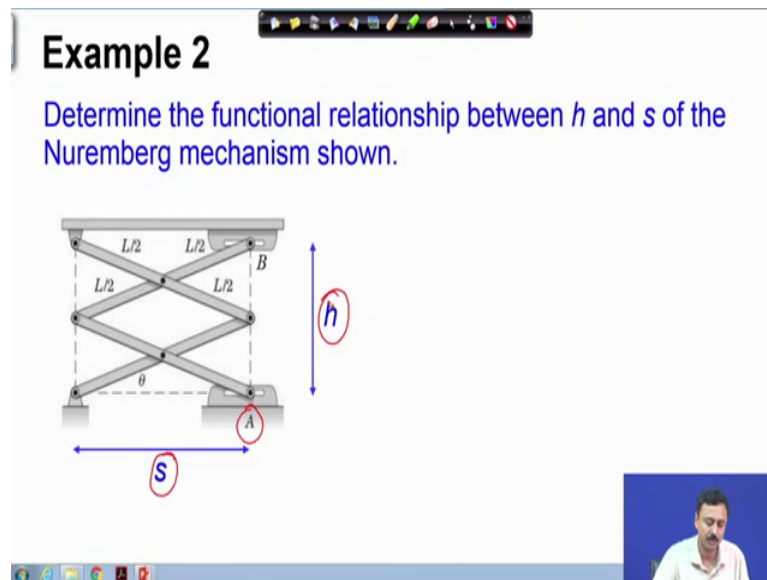 Example 2
Determine the functional relationship between h and s of the
Nuremberg mechanism shown.
L/2 L/2
B
L/2 L/2
h
θ
A
s